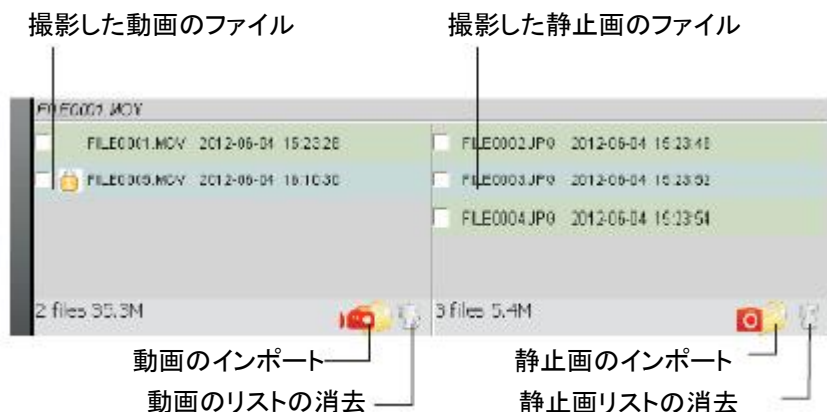 撮影した動画のファイル
撮影した静止画のファイル
FILE0001.MOV
FILE0001.MOV 2012-06-04 15:23:28
FILE0002.JPG 2012-06-04 15:23:48
FILE0005.MOV 2012-06-04 16:10:30
FILE0003.JPG 2012-06-04 15:23:52
FILE0004.JPG 2012-06-04 15:23:54
2 files 35.3M
3 files 5.4M
動画のインポート
静止画のインポート
動画のリストの消去
静止画リストの消去